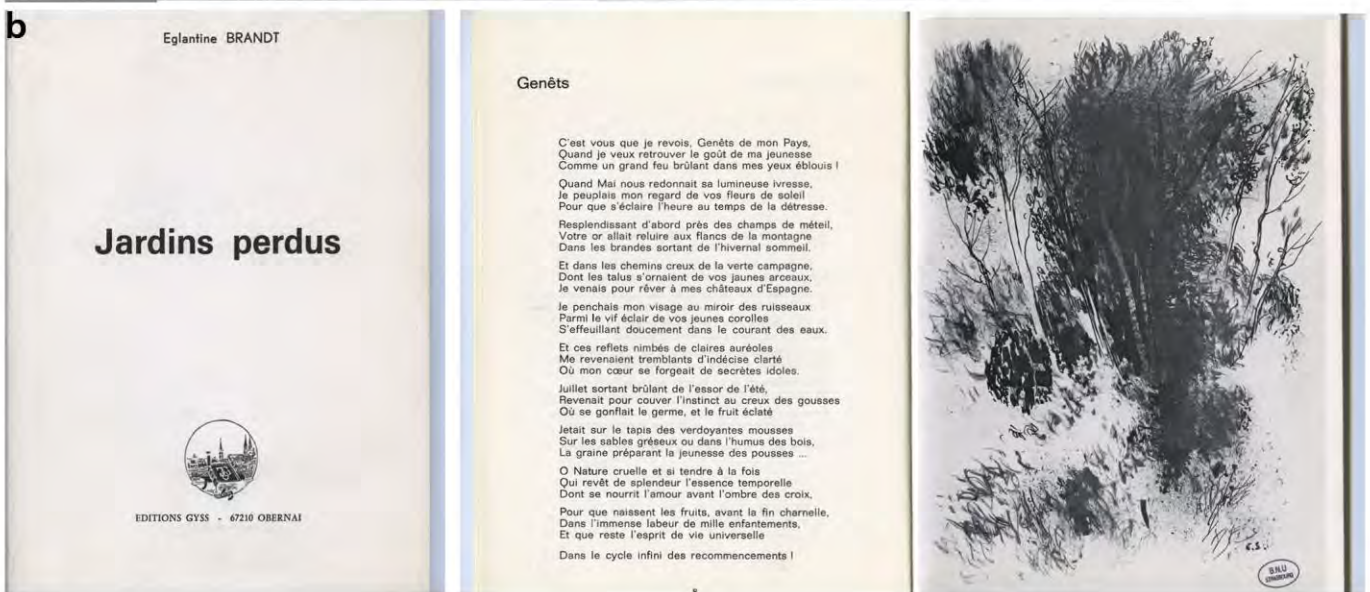 b
Eglantine BRANDT
Jardins perdus
EDITIONS GYSS - 67210 OBERNAI
Genêts
C'est vous que je revois, Genêts de mon Pays,
Quand je veux retrouver le goût de ma jeunesse
Comme un grand feu brûlant dans mes yeux éblouis !
Quand Mai nous redonnait sa lumineuse ivresse,
Je peuplais mon regard de vos fleurs de soleil
Pour que s'éclaire l'heure au temps de la détresse.
Resplendissant d'abord près des champs de méteil,
Votre or allait reluire aux flancs de la montagne
Dans les brandes sortant de l'hivernal sommeil.
Et dans les chemins creux de la verte campagne,
Dont les talus s'ornaient de vos jaunes arceaux,
Je venais pour rêver à mes châteaux d'Espagne.
Je penchais mon visage au miroir des ruisseaux
Parmi le vif éclair de vos jeunes corolles
S'effeuillant doucement dans le courant des eaux.
Et ces reflets nimbés de claires auréoles
Me revenaient tremblants d'indécise clarté
Où mon cœur se forgeait de secrètes idoles.
Juillet sortant brûlant de l'essor de l'été,
Revenait pour couver l'instinct au creux des gousses
Où se gonflait le germe, et le fruit éclaté
Jetait sur le tapis des verdoyantes mousses
Sur les sables gréseux ou dans l'humus des bois,
La graine préparant la jeunesse des pousses ...
O Nature cruelle et si tendre à la fois
Qui revêt de splendeur l'essence temporelle
Dont se nourrit l'amour avant l'ombre des croix,
Pour que naissent les fruits, avant la fin charnelle,
Dans l'immense labeur de mille enfantements,
Et que reste l'esprit de vie universelle
Dans le cycle infini des recommencements !
B.N.U
STRASBOURG